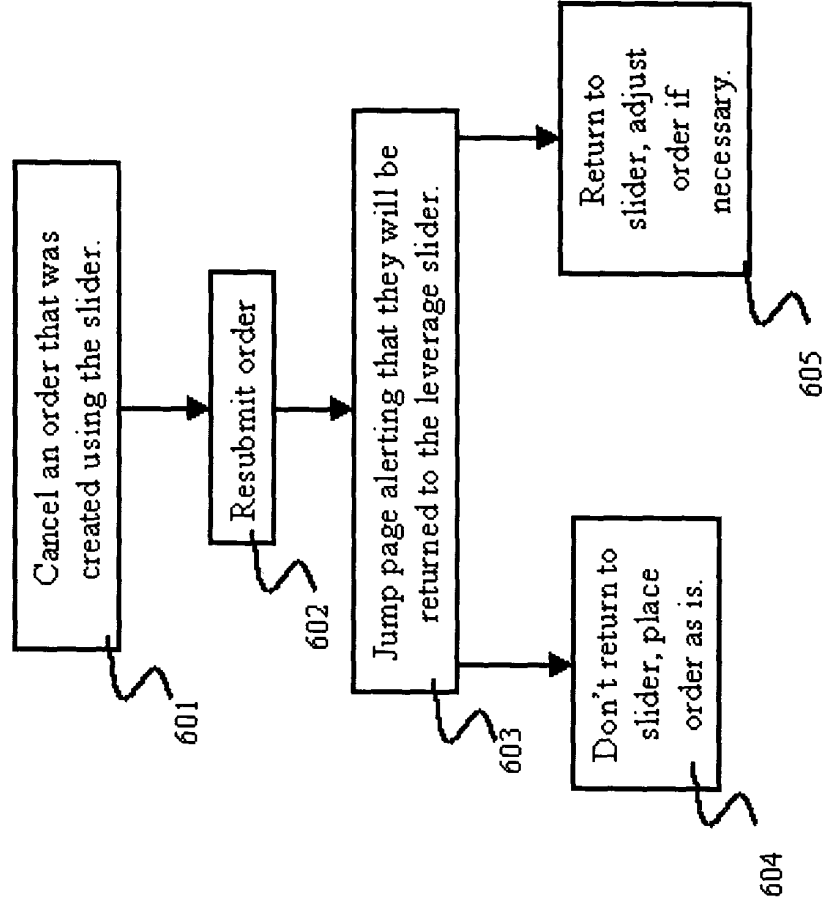 Cancel an order that was
created using the slider.
601
Resubmit order
602
Jump page alerting that they will be
returned to the leverage slider.
603
Don't return to
slider, place
order as is.
604
Return to
slider, adjust
order if
necessary.
605